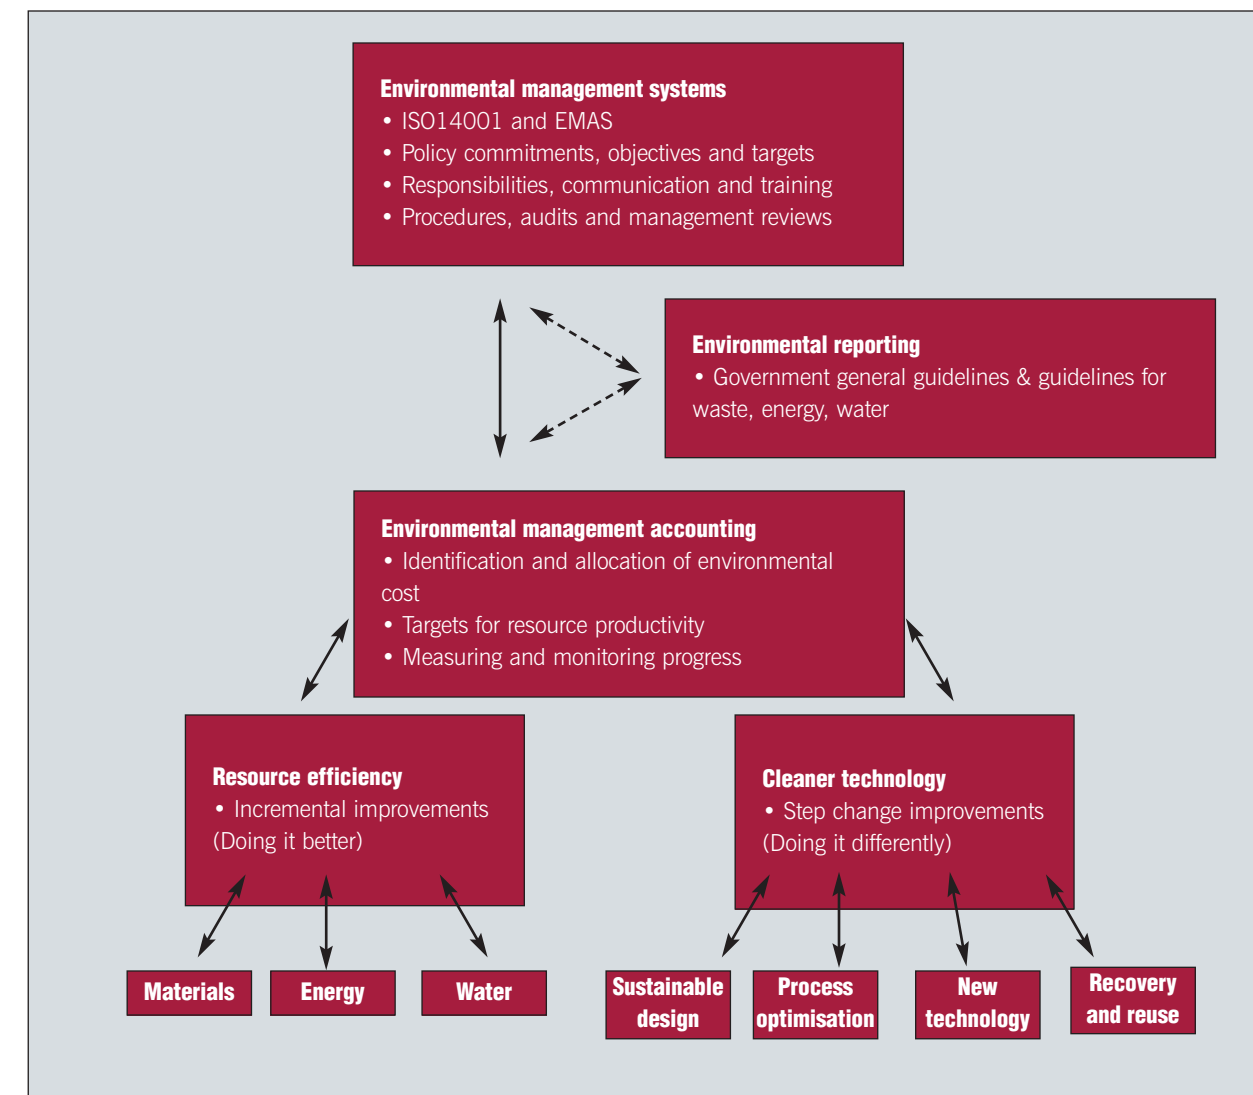 Environmental management systems
• ISO14001 and EMAS
• Policy commitments, objectives and targets
• Responsibilities, communication and training
• Procedures, audits and management reviews
Environmental reporting
• Government general guidelines & guidelines for
waste, energy, water
Environmental management accounting
• Identification and allocation of environmental
cost
• Targets for resource productivity
• Measuring and monitoring progress
Resource efficiency
• Incremental improvements
(Doing it better)
Cleaner technology
• Step change improvements
(Doing it differently)
Materials
Energy
Water
Sustainable
design
Process
optimisation
New
technology
Recovery
and reuse